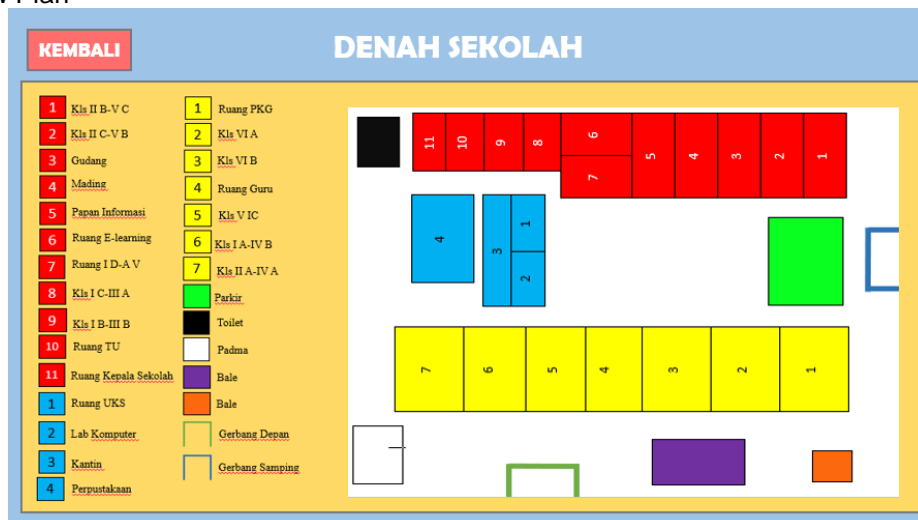 KEMBALI
DENAH SEKOLAH
1 Kls II B-V C
2 Kls II C-V B
3 Gudang
4 Mading
5 Papan Informasi
6 Ruang E-learning
7 Ruang I D-A V
8 Kls I C-III A
9 Kls I B-III B
10 Ruang TU
11 Ruang Kepala Sekolah
1 Ruang UKS
2 Lab Komputer
3 Kantin
4 Perpustakaan
1 Ruang PKG
2 Kls VI A
3 Kls VI B
4 Ruang Guru
5 Kls V IC
6 Kls I A-IV B
7 Kls II A-IV A
Parkir
Toilet
Padma
Bale
Bale
Gerbang Depan
Gerbang Samping
11 10 9 8 6 5 4 3 2 1
7
4 3 1
2
7 6 5 4 3 2 1